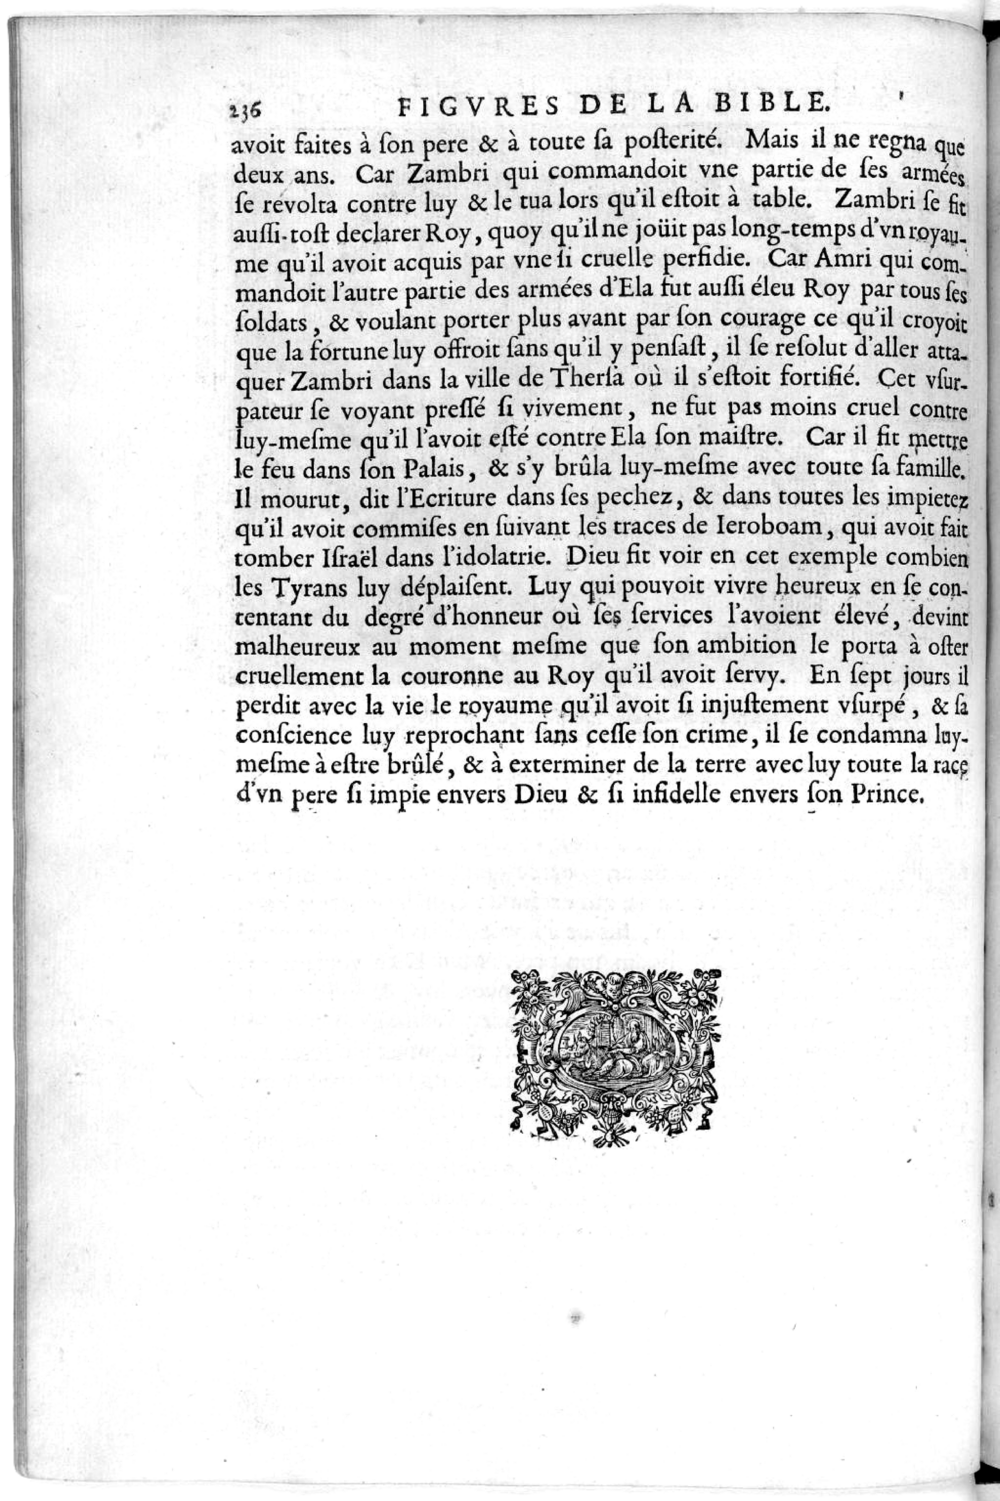 236 FIGVRES DE LA BIBLE.
avoit faites à ſon pere & à toute ſa poſterité. Mais il ne regna que
deux ans. Car Zambri qui commandoit vne partie de ſes armées
ſe révolta contre luy & le tua lors qu'il eſtoit à table. Zambri ſe fit
auſſi-toſt declarer Roy, quoy qu'il ne joüit pas long-temps d'vn royau-
me qu'il avoit acquis par vne ſi cruelle perfidie. Car Amri qui com-
mandoit l'autre partie des armées d'Ela fut auſſi éleu Roy par tous ſes
ſoldats, & voulant porter plus avant par ſon courage ce qu'il croyoit
que la fortune luy offroit ſans qu'il y penſaſt, il ſe reſolut d'aller atta-
quer Zambri dans la ville de Therſa où il s'eſtoit fortifié. Cet vſur-
pateur ſe voyant preſſé ſi vivement, ne fut pas moins cruel contre
luy-meſme qu'il l'avoit eſté contre Ela ſon maiſtre. Car il fit mettre
le feu dans ſon Palais, & s'y brûla luy-meſme avec toute ſa famille.
Il mourut, dit l'Ecriture dans ſes pechez, & dans toutes les impietez
qu'il avoit commiſes en ſuivant les traces de Ieroboam, qui avoit fait
tomber Iſraël dans l'idolatrie. Dieu fit voir en cet exemple combien
les Tyrans luy déplaiſent. Luy qui pouvoit vivre heureux en ſe con-
tentant du degré d'honneur où ſes ſervices l'avoient élevé, devint
malheureux au moment meſme que ſon ambition le porta à oſter
cruellement la couronne au Roy qu'il avoit ſervy. En ſept jours il
perdit avec la vie le royaume qu'il avoit ſi injuſtement vſurpé, & ſa
conſcience luy reprochant ſans ceſſe ſon crime, il ſe condamna luy-
meſme à eſtre brûlé, & à exterminer de la terre avec luy toute la race
d'vn pere ſi impie envers Dieu & ſi infidelle envers ſon Prince.